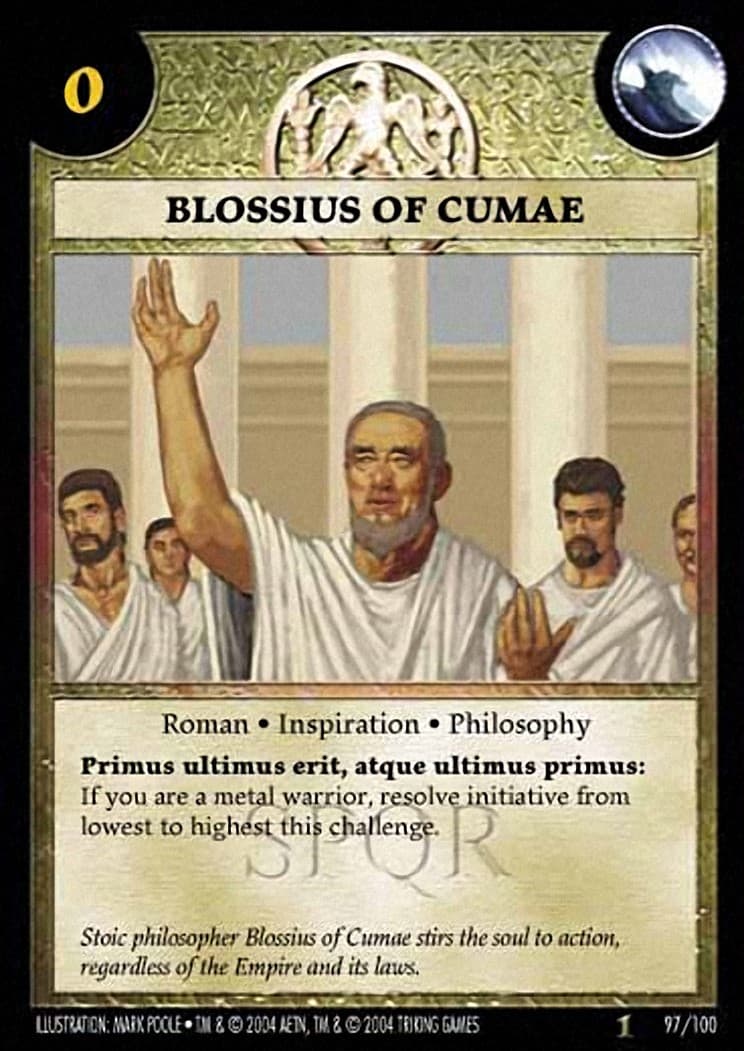 0
BLOSSIUS OF CUMAE
Roman • Inspiration • Philosophy
Primus ultimus erit, atque ultimus primus:
If you are a metal warrior, resolve initiative from
lowest to highest this challenge.
SPQR
Stoic philosopher Blossius of Cumae stirs the soul to action,
regardless of the Empire and its laws.
ILLUSTRATION: MARK POOLE • TM & © 2004 AETN, TM & © 2004 TRIKING GAMES 1 97/100